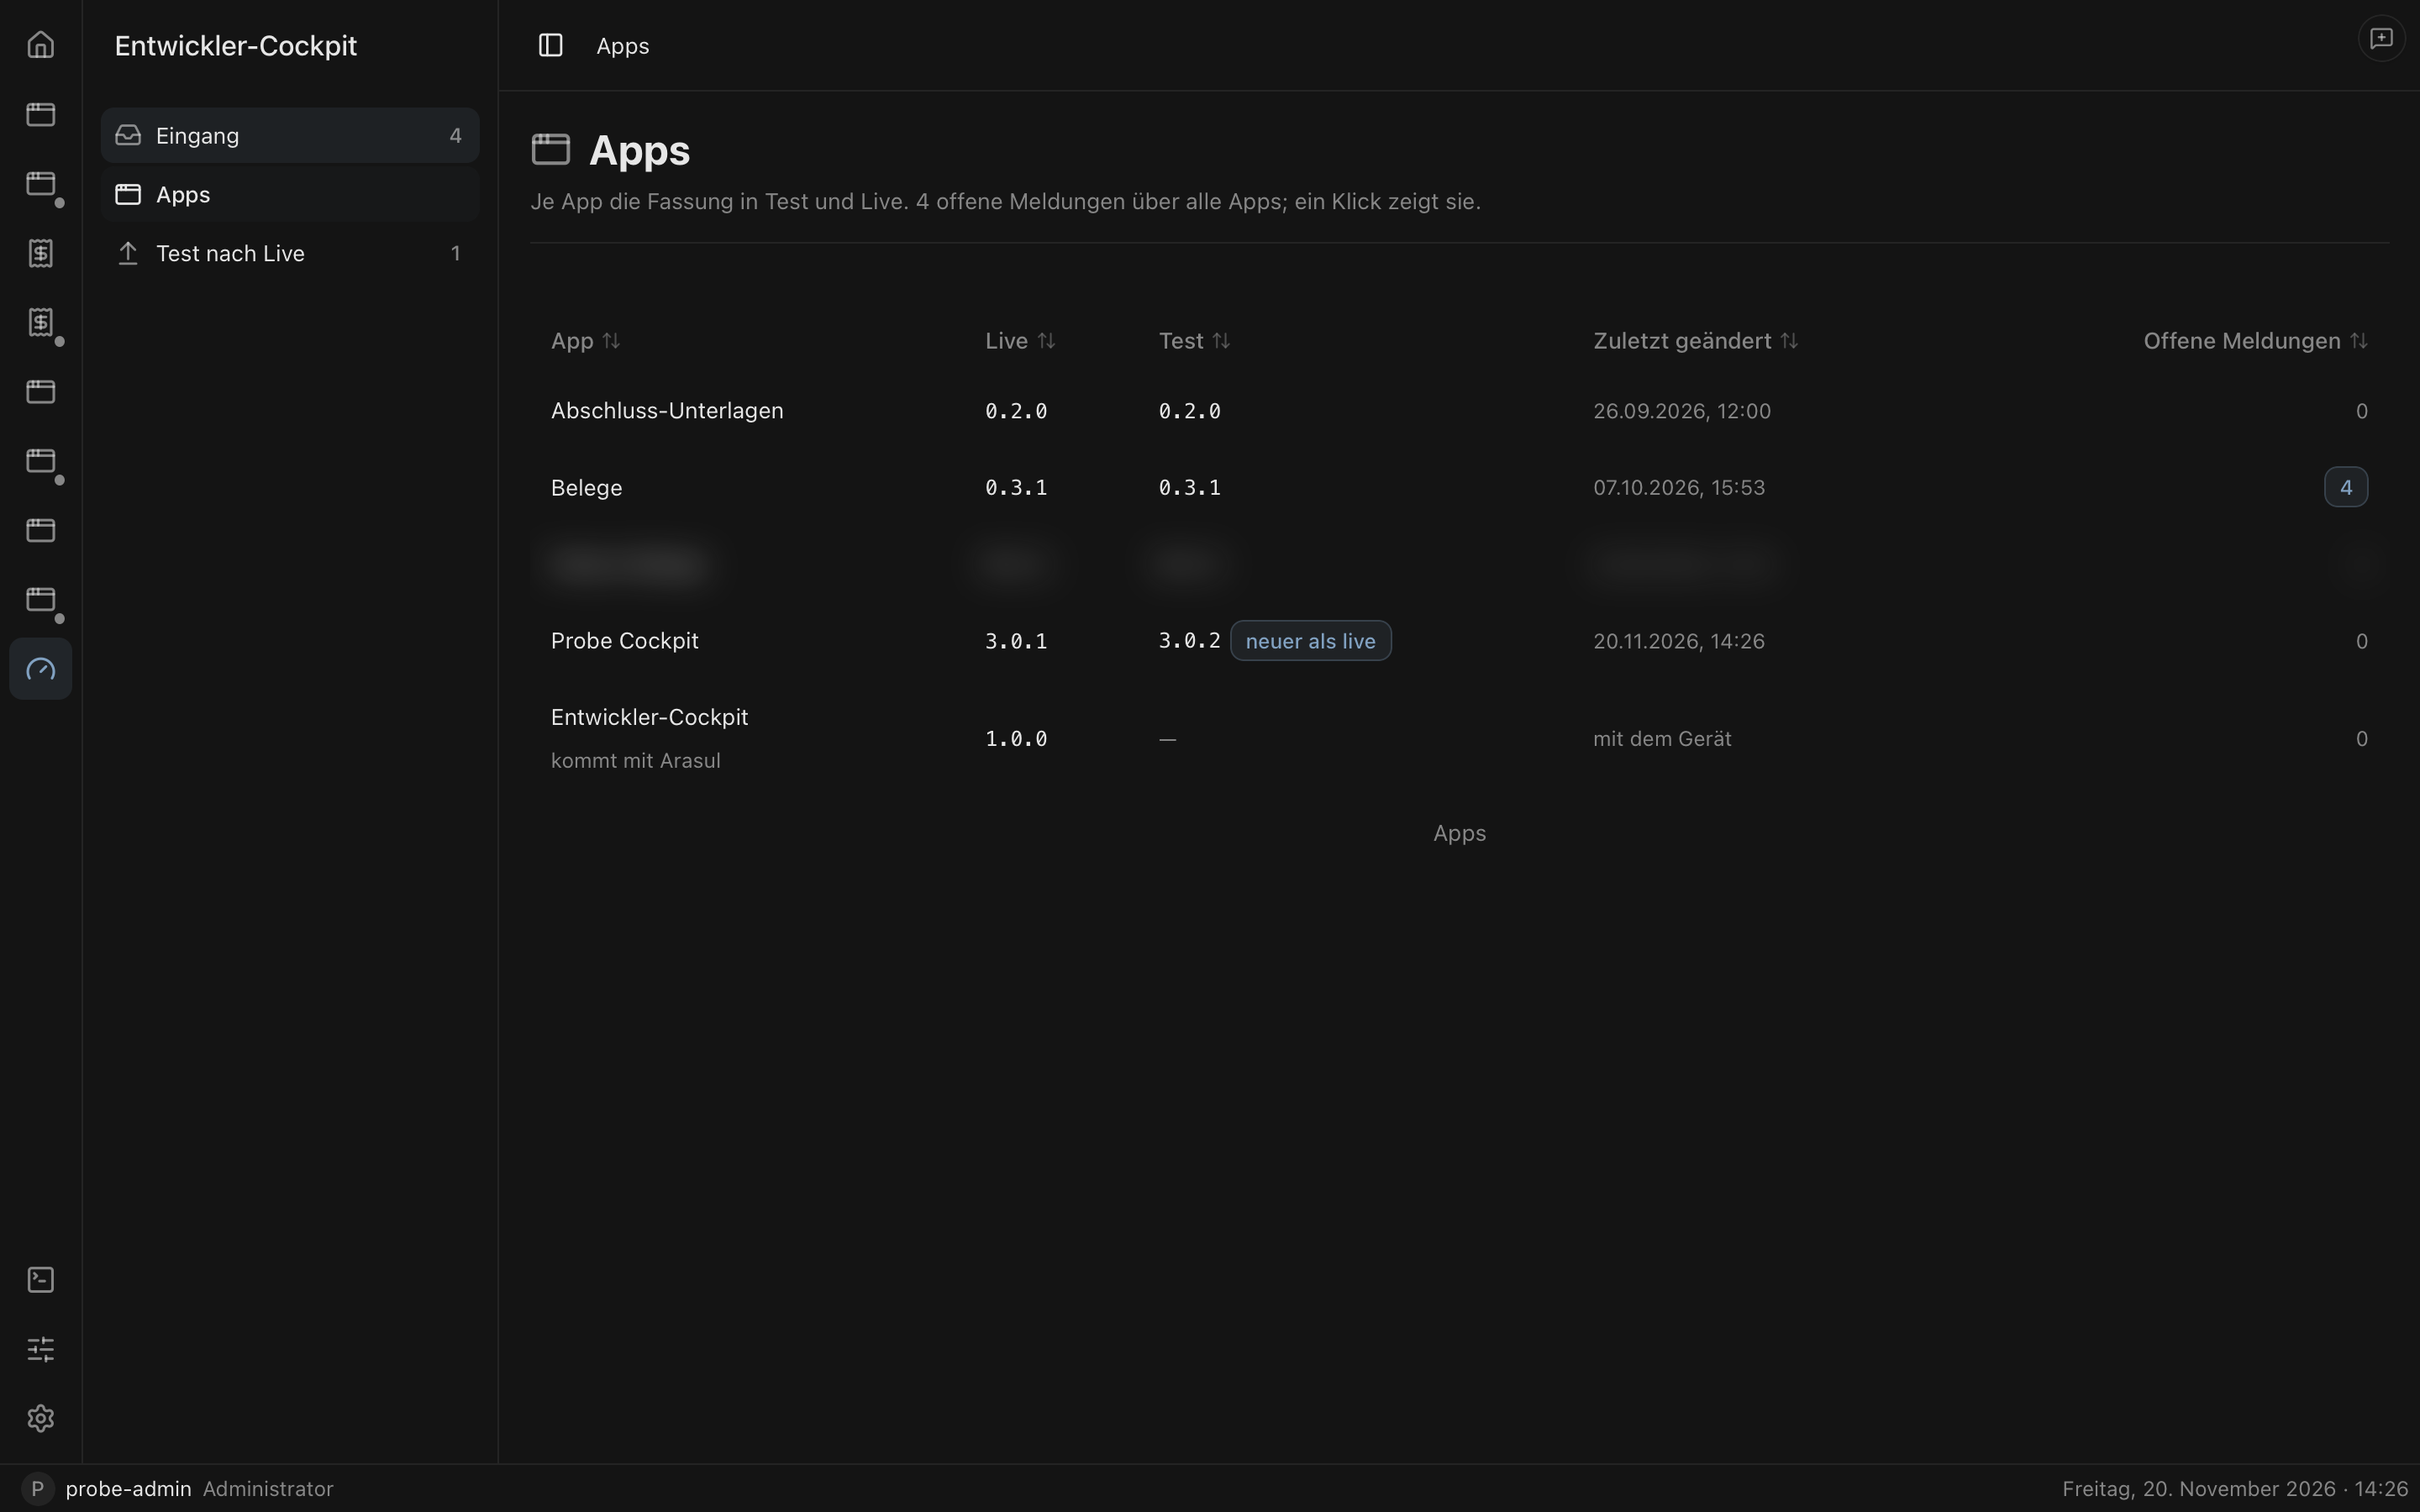 Entwickler-Cockpit
Eingang 4
Apps
Test nach Live 1
Apps
Apps
Je App die Fassung in Test und Live. 4 offene Meldungen über alle Apps; ein Klick zeigt sie.
App Live Test Zuletzt geändert Offene Meldungen
Abschluss-Unterlagen 0.2.0 0.2.0 26.09.2026, 12:00 0
Belege 0.3.1 0.3.1 07.10.2026, 15:53 4
Probe Cockpit 3.0.1 3.0.2 neuer als live 20.11.2026, 14:26 0
Entwickler-Cockpit 1.0.0 — mit dem Gerät 0
kommt mit Arasul
Apps
P probe-admin Administrator Freitag, 20. November 2026 · 14:26